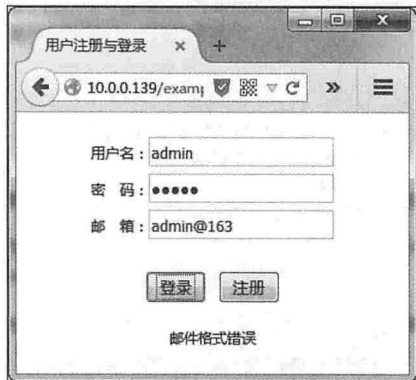 用户注册与登录 × +
10.0.0.139/examp
用户名：admin
密 码：●●●●●
邮 箱：admin@163
登录 注册
邮件格式错误